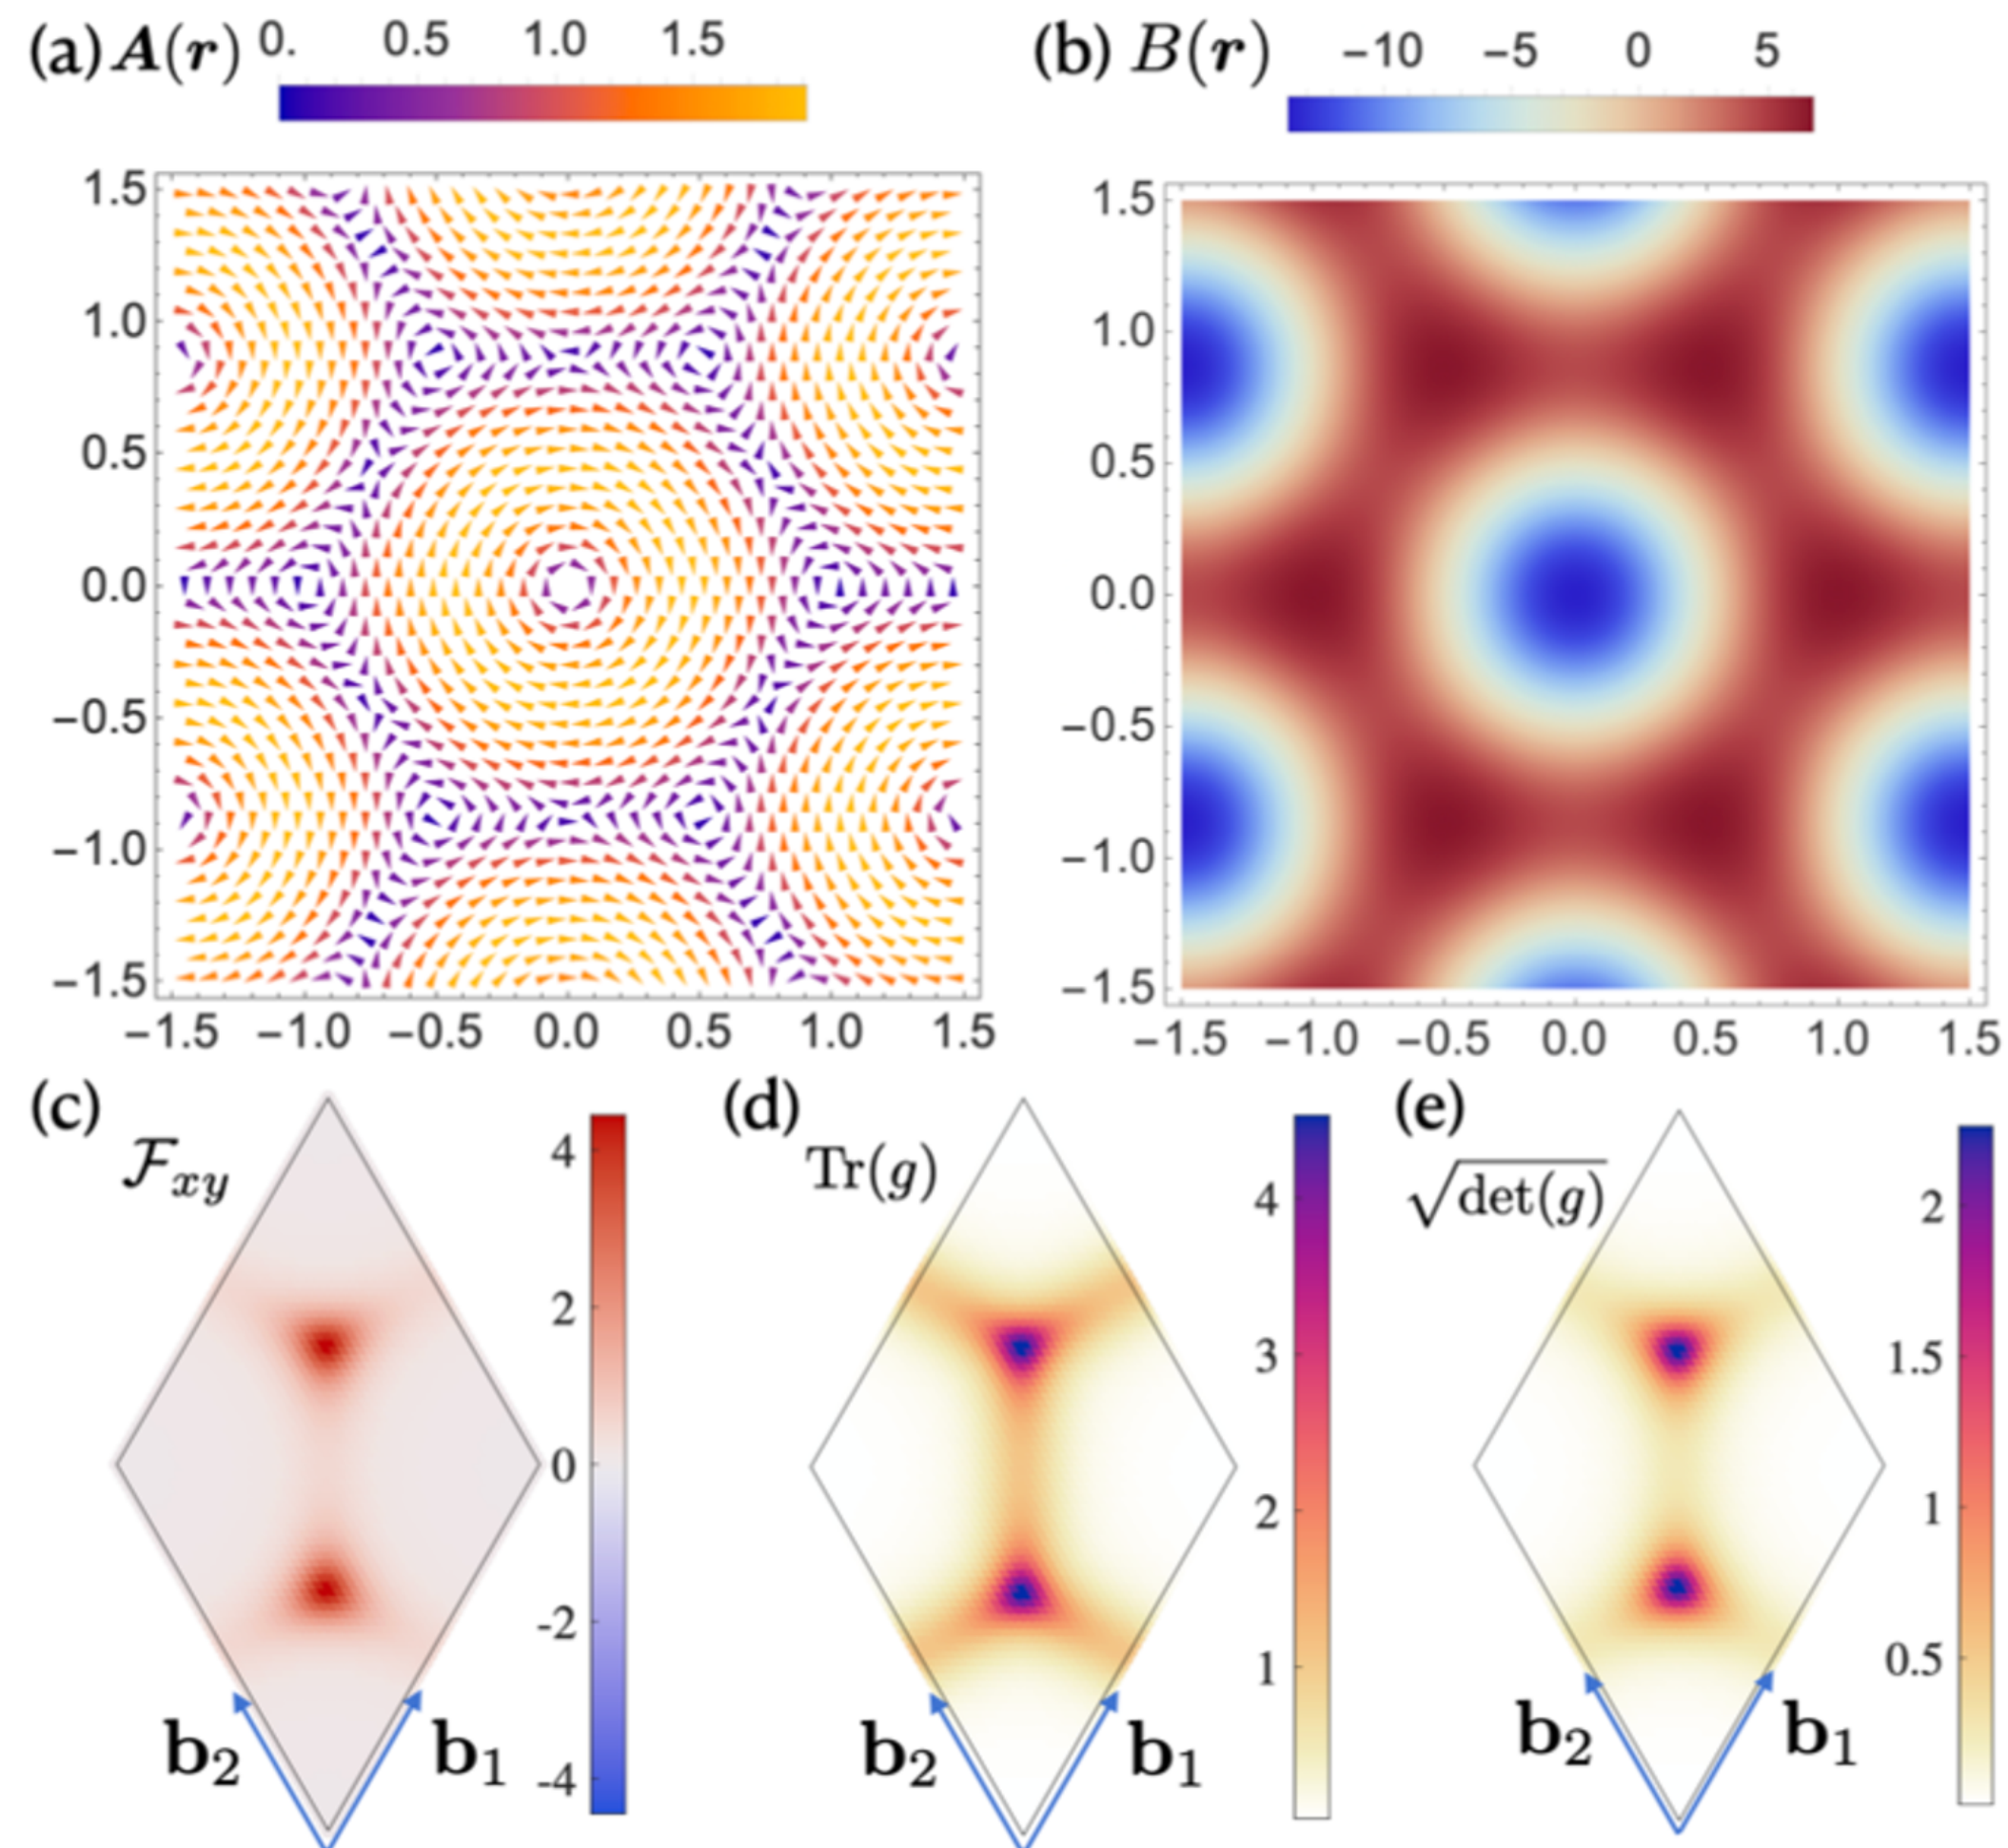 (a) A(r) 0. 0.5 1.0 1.5
1.5
1.0
0.5
0.0
−0.5
−1.0
−1.5
−1.5 −1.0 −0.5 0.0 0.5 1.0 1.5
(b) B(r) −10 −5 0 5
1.5
1.0
0.5
0.0
−0.5
−1.0
−1.5
−1.5 −1.0 −0.5 0.0 0.5 1.0 1.5
(c)
ℱxy
4
2
0
-2
-4
b₂ b₁
(d)
Tr(g)
4
3
2
1
b₂ b₁
(e)
√det(g)
2
1.5
1
0.5
b₂ b₁